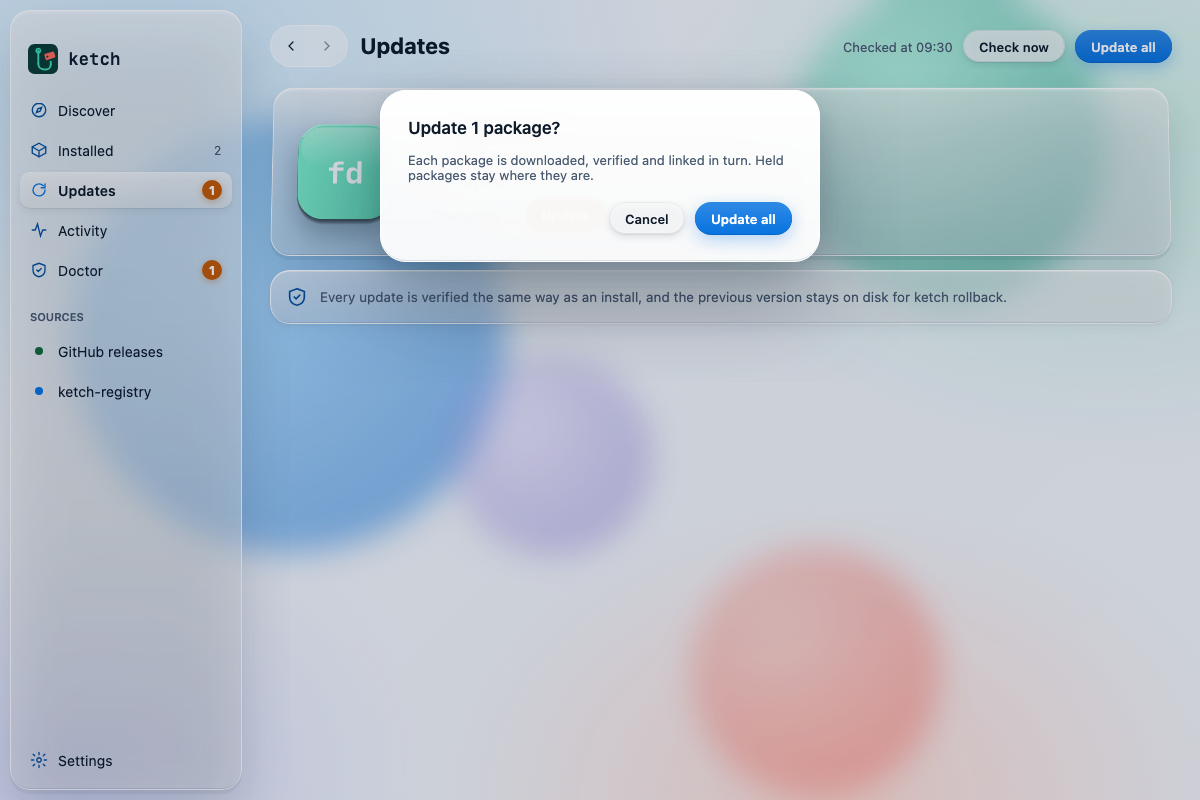 ketch
Discover
Installed 2
Updates 1
Activity
Doctor 1
SOURCES
GitHub releases
ketch-registry
Settings
Updates
Checked at 09:30
Check now
Update all
fd
Update 1 package?
Each package is downloaded, verified and linked in turn. Held
packages stay where they are.
Cancel
Update all
Every update is verified the same way as an install, and the previous version stays on disk for ketch rollback.